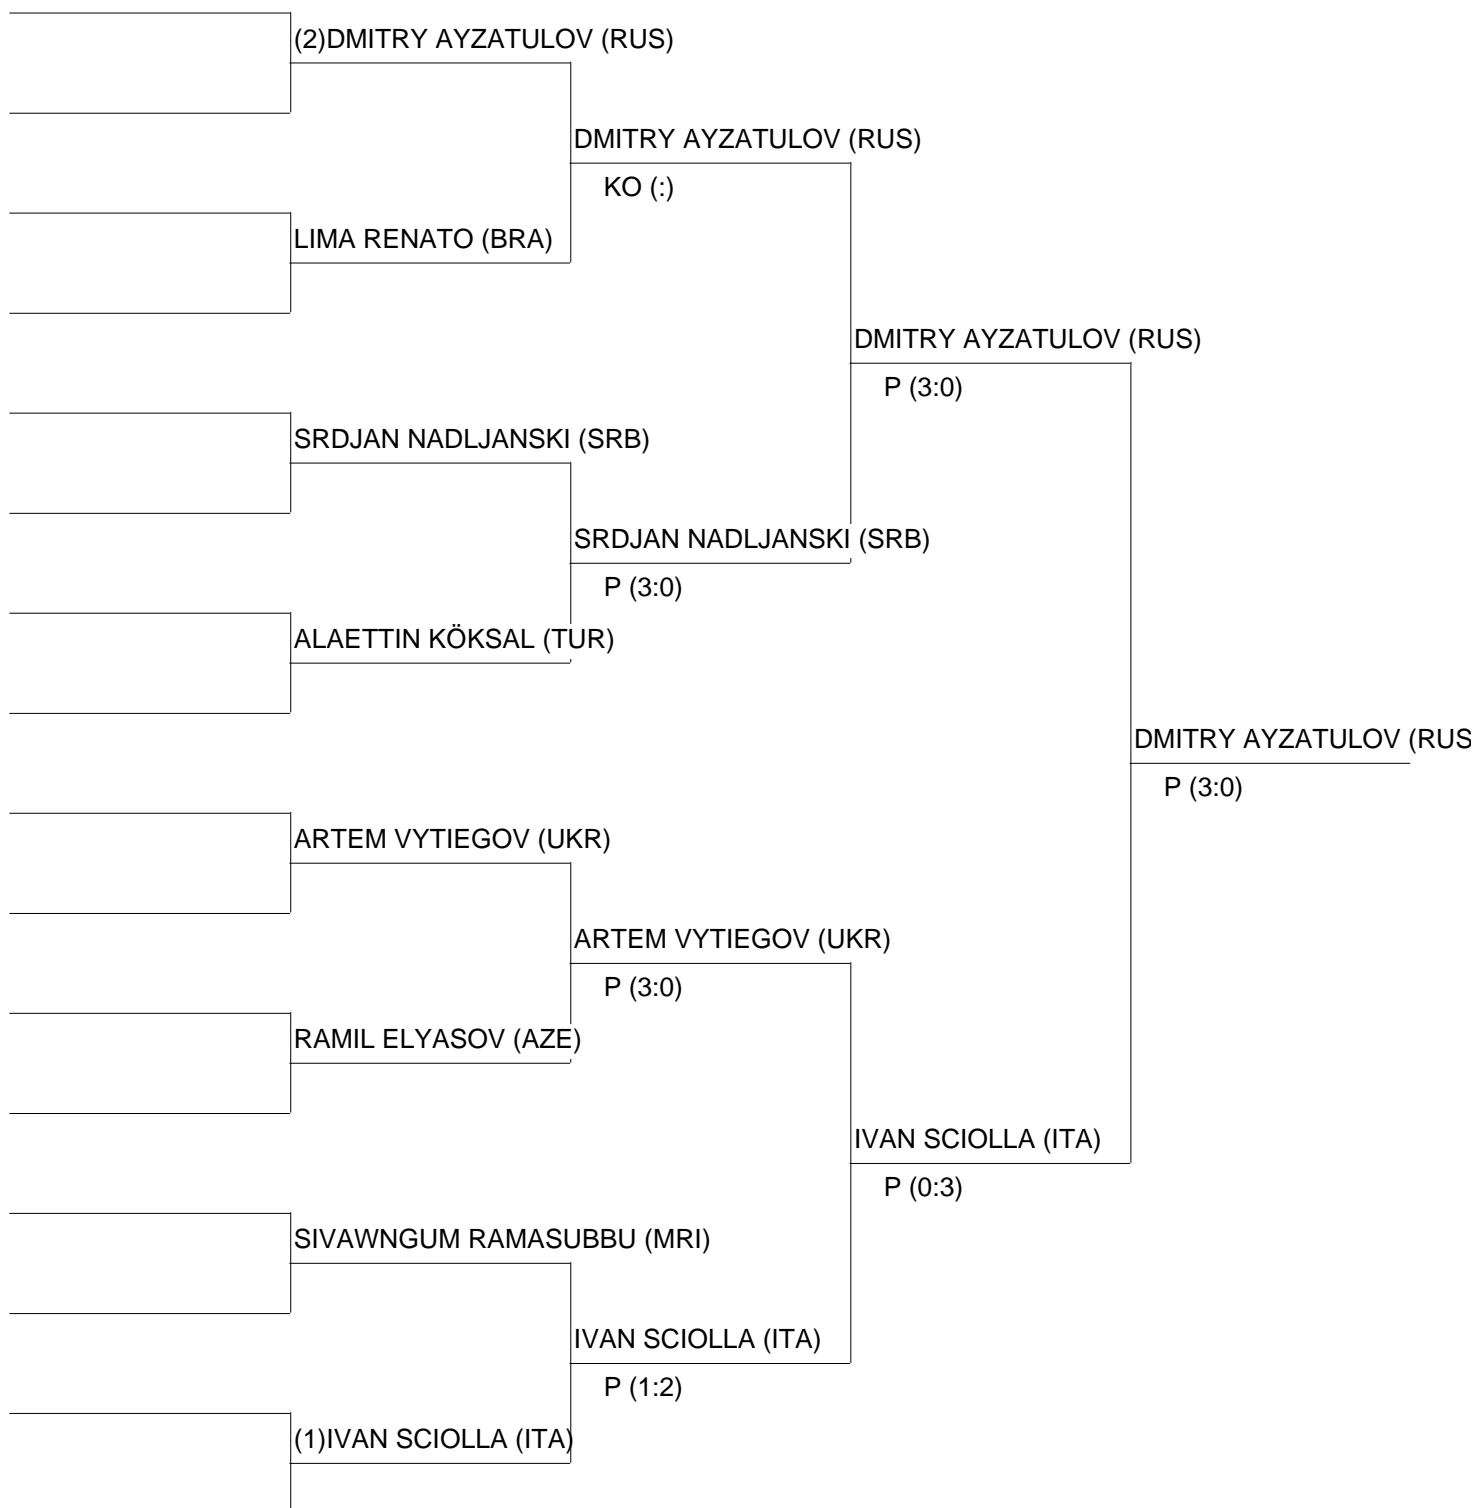 (2)DMITRY AYZATULOV (RUS)
DMITRY AYZATULOV (RUS)
KO (:)
LIMA RENATO (BRA)
DMITRY AYZATULOV (RUS)
P (3:0)
SRDJAN NADLJANSKI (SRB)
SRDJAN NADLJANSKI (SRB)
P (3:0)
ALAETTIN KÖKSAL (TUR)
DMITRY AYZATULOV (RUS
P (3:0)
ARTEM VYTIEGOV (UKR)
ARTEM VYTIEGOV (UKR)
P (3:0)
RAMIL ELYASOV (AZE)
IVAN SCIOLLA (ITA)
P (0:3)
SIVAWNGUM RAMASUBBU (MRI)
IVAN SCIOLLA (ITA)
P (1:2)
(1)IVAN SCIOLLA (ITA)